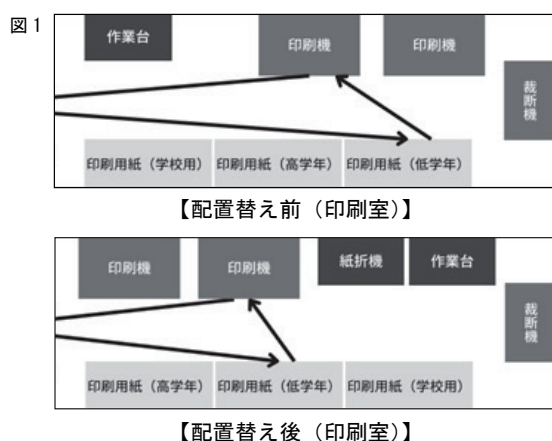 図1
作業台 印刷機 印刷機
裁断機
印刷用紙（学校用） 印刷用紙（高学年） 印刷用紙（低学年）
【配置替え前（印刷室）】
印刷機 印刷機 紙折機 作業台
裁断機
印刷用紙（高学年） 印刷用紙（低学年） 印刷用紙（学校用）
【配置替え後（印刷室）】